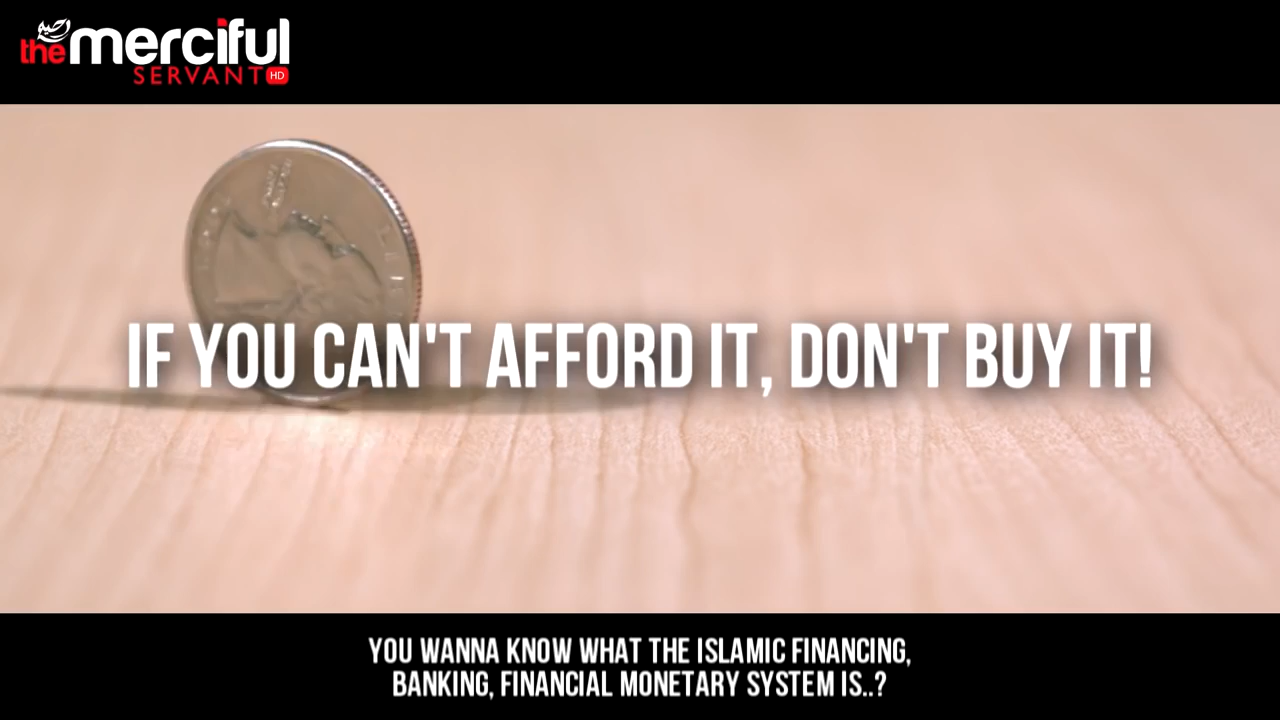 the merciful
SERVANT HD
IF YOU CAN'T AFFORD IT, DON'T BUY IT!
YOU WANNA KNOW WHAT THE ISLAMIC FINANCING,
BANKING, FINANCIAL MONETARY SYSTEM IS..?